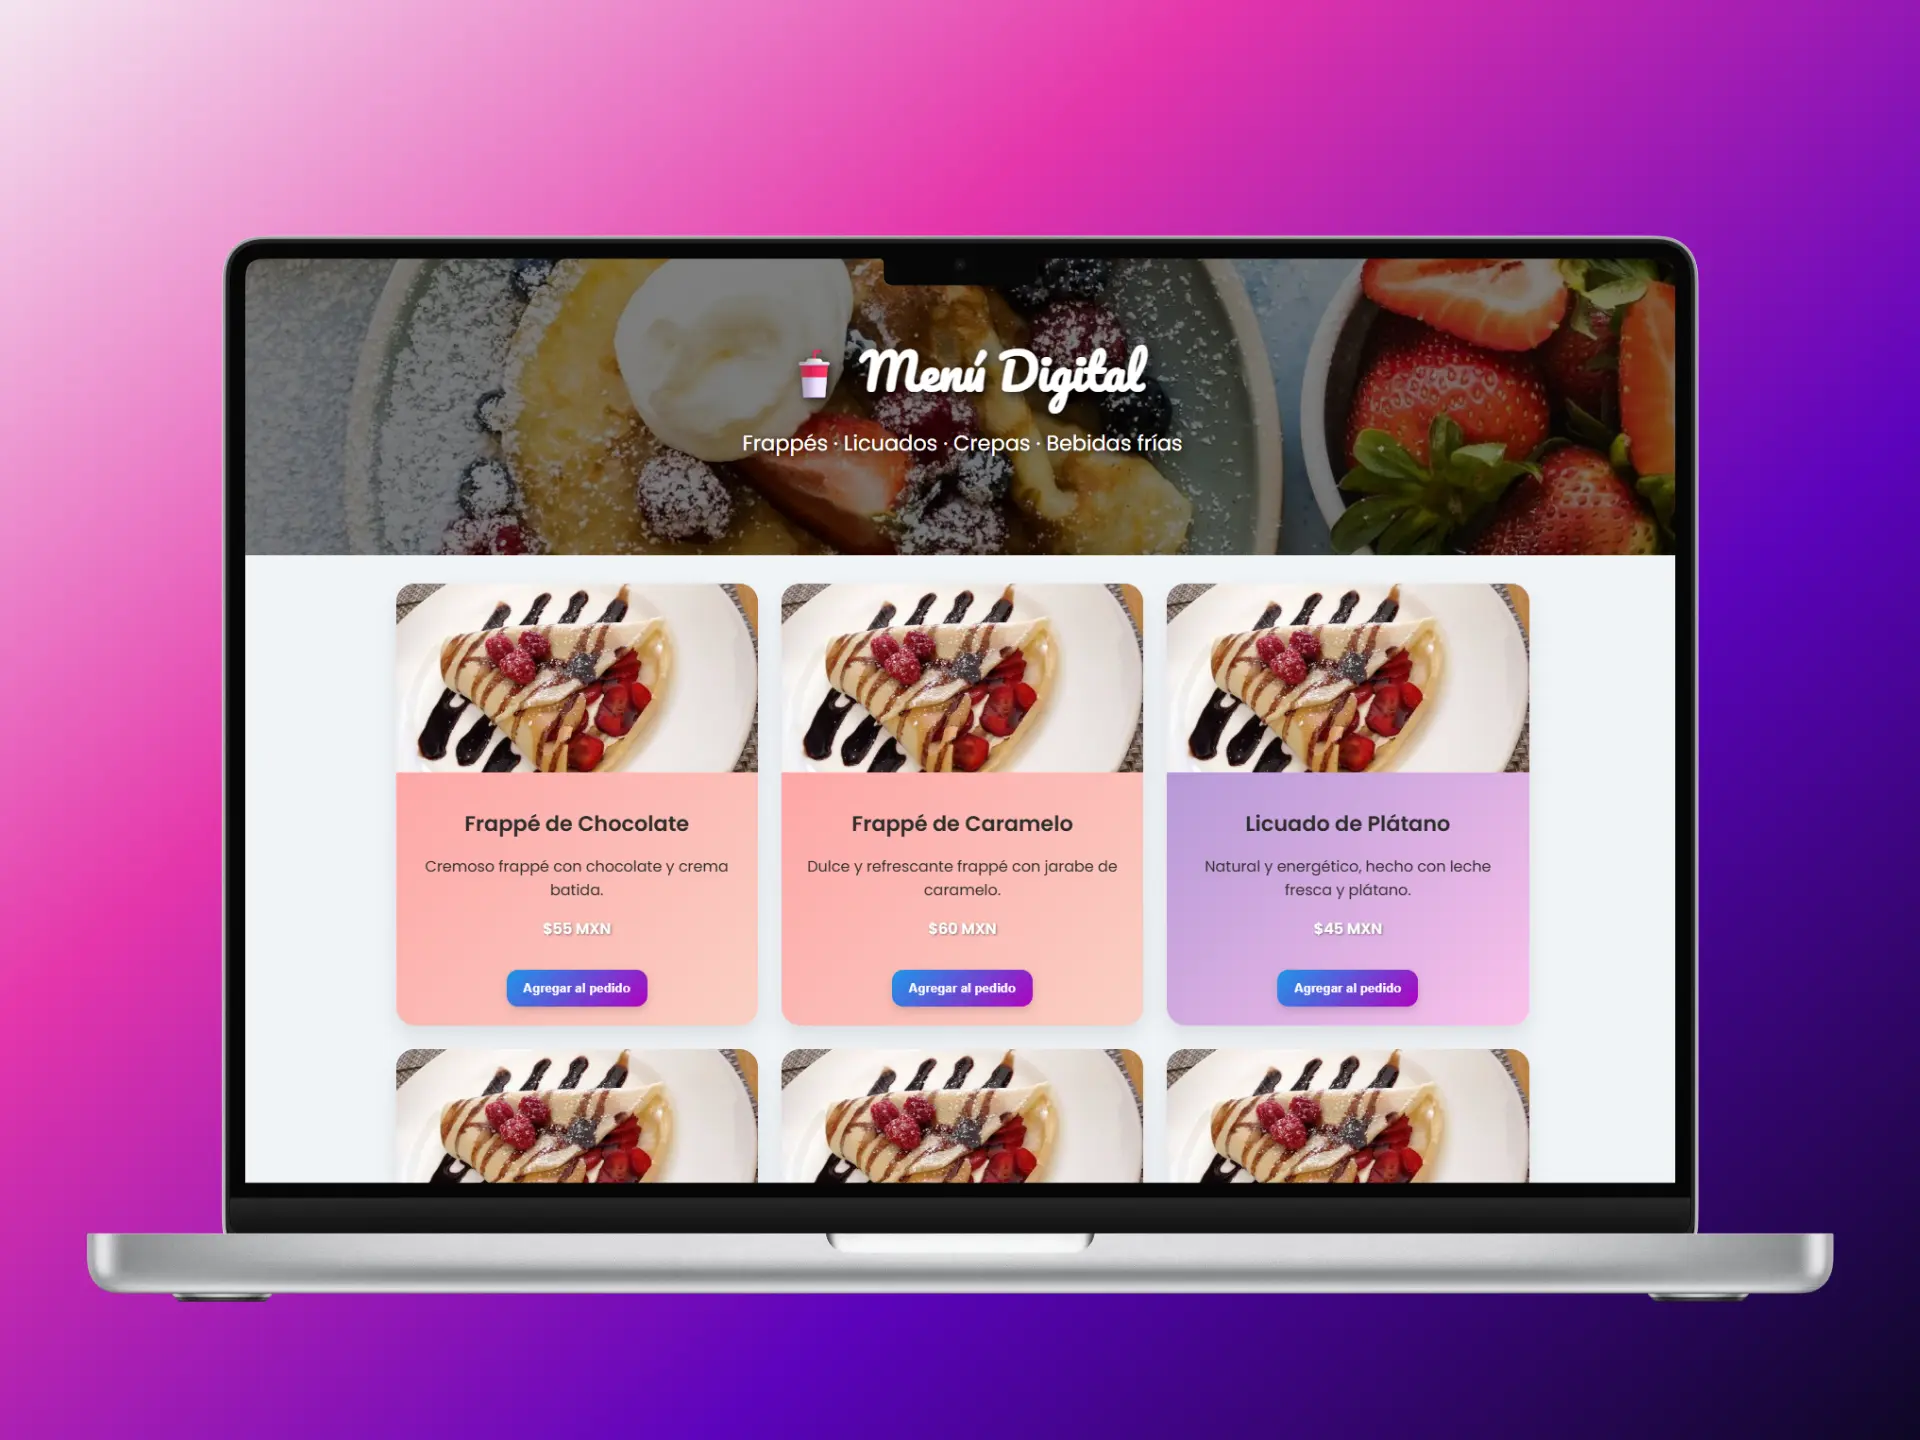 Menú Digital
Frappés · Licuados · Crepas · Bebidas frías
Frappé de Chocolate
Cremoso frappé con chocolate y crema
batida.
$55 MXN
Agregar al pedido
Frappé de Caramelo
Dulce y refrescante frappé con jarabe de
caramelo.
$60 MXN
Agregar al pedido
Licuado de Plátano
Natural y energético, hecho con leche
fresca y plátano.
$45 MXN
Agregar al pedido